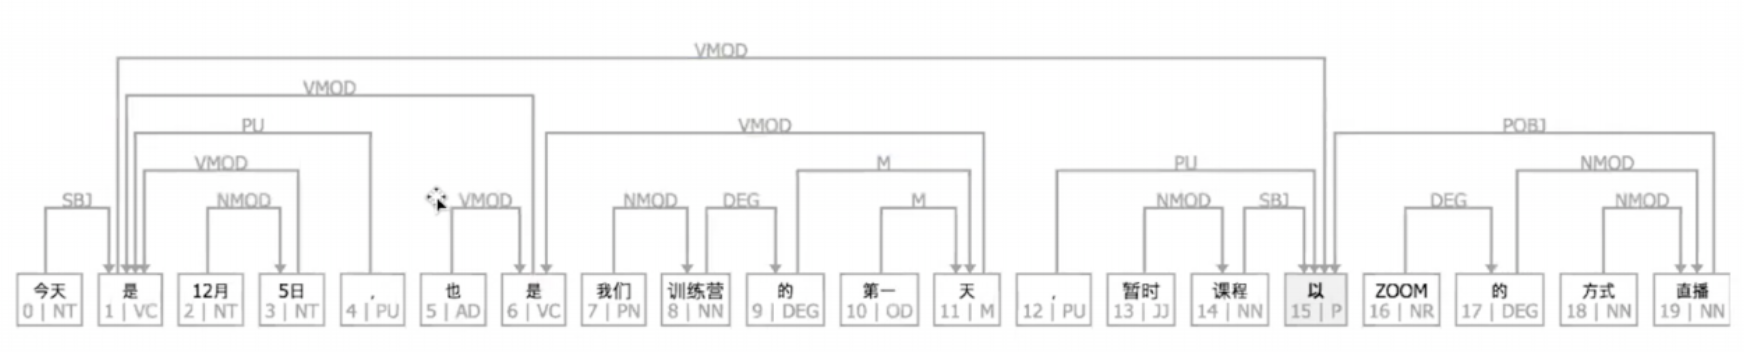 VMOD
VMOD
PU VMOD POBJ
VMOD M PU NMOD
SBJ NMOD VMOD NMOD DEG M NMOD SBJ DEG NMOD
今天 是 12月 5日 , 也 是 我们 训练营 的 第一 天 , 暂时 课程 以 ZOOM 的 方式 直播
0 | NT 1 | VC 2 | NT 3 | NT 4 | PU 5 | AD 6 | VC 7 | PN 8 | NN 9 | DEG 10 | OD 11 | M 12 | PU 13 | JJ 14 | NN 15 | P 16 | NR 17 | DEG 18 | NN 19 | NN